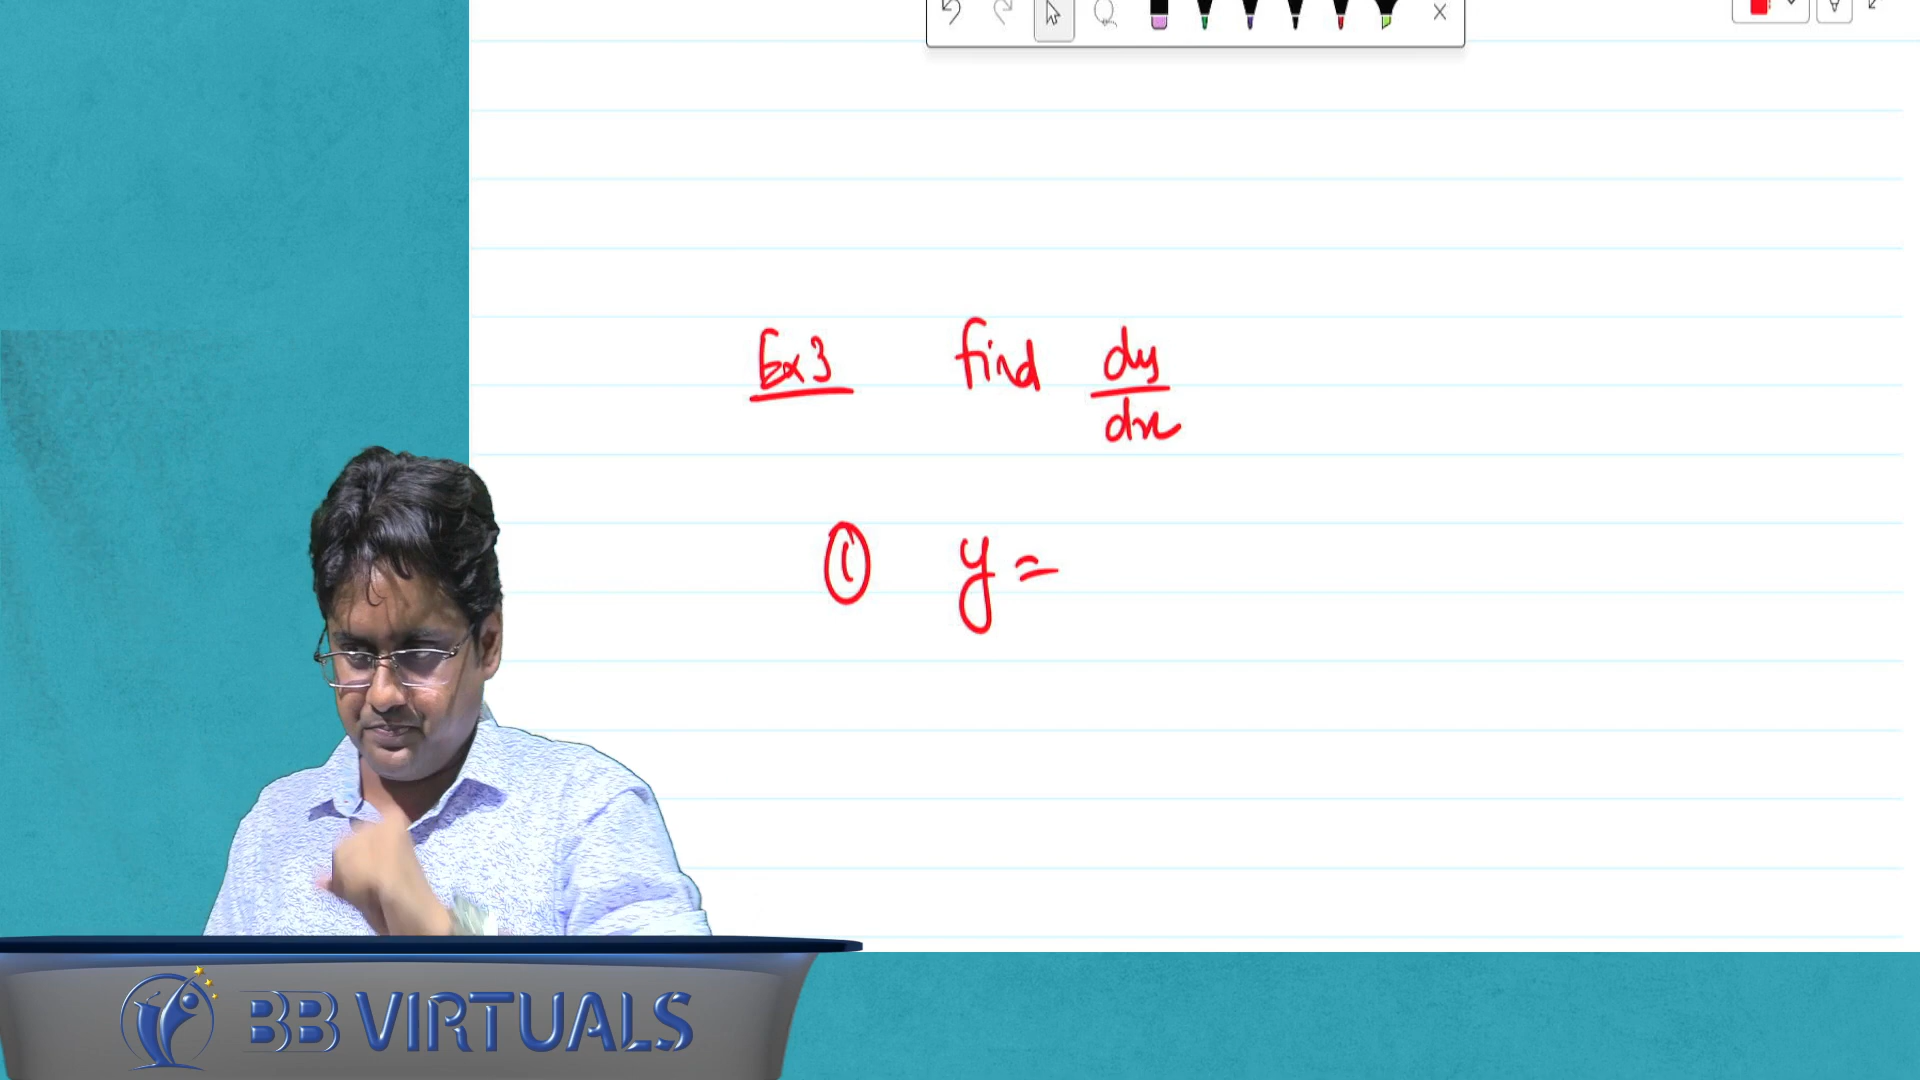 Ex3 find dy/dx
① y =
BB VIRTUALS